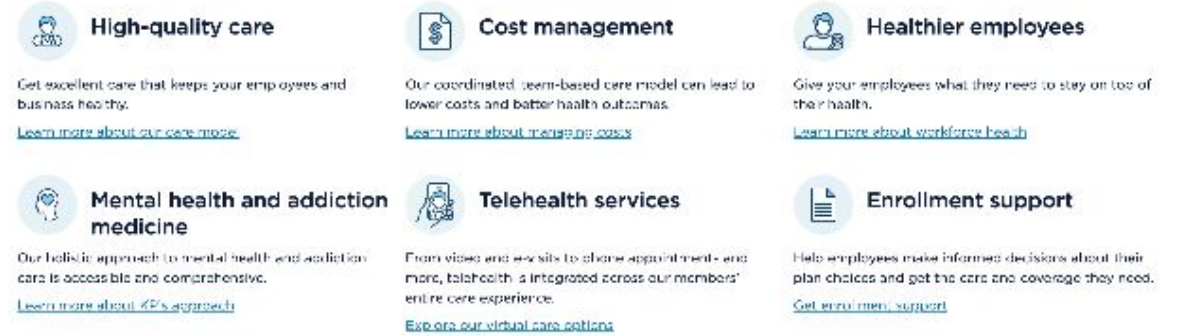 High-quality care
Get excellent care that keeps your employees and
business healthy.
Learn more about our care model
Cost management
Our coordinated, team-based care model can lead to
lower costs and better health outcomes.
Learn more about managing costs
Healthier employees
Give your employees what they need to stay on top of
their health.
Learn more about workforce health
Mental health and addiction
medicine
Our holistic approach to mental health and addiction
care is accessible and comprehensive.
Learn more about KP's approach
Telehealth services
From video and e-visits to phone appointments and
more, telehealth is integrated across our members'
entire care experience.
Explore our virtual care options
Enrollment support
Help employees make informed decisions about their
plan choices and get the care and coverage they need.
Get enrollment support